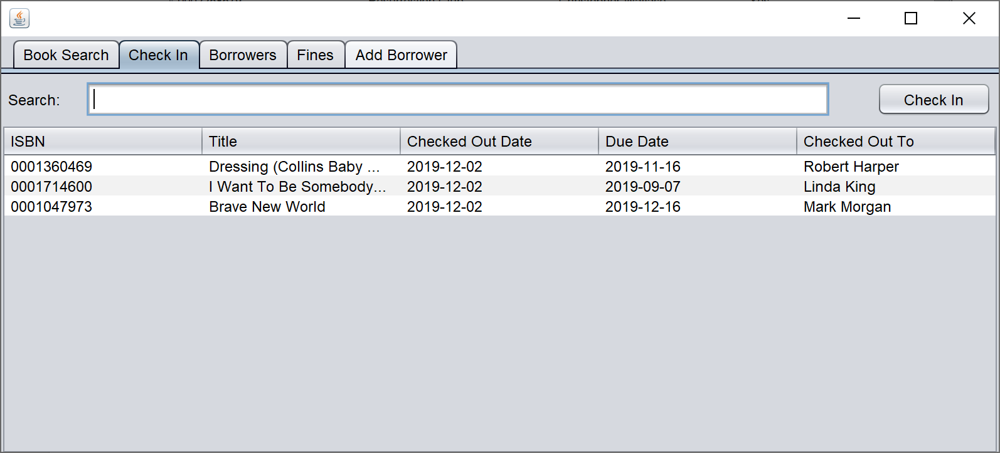 Book Search Check In Borrowers Fines Add Borrower
Search: Check In
ISBN Title Checked Out Date Due Date Checked Out To
0001360469 Dressing (Collins Baby ... 2019-12-02 2019-11-16 Robert Harper
0001714600 I Want To Be Somebody... 2019-12-02 2019-09-07 Linda King
0001047973 Brave New World 2019-12-02 2019-12-16 Mark Morgan